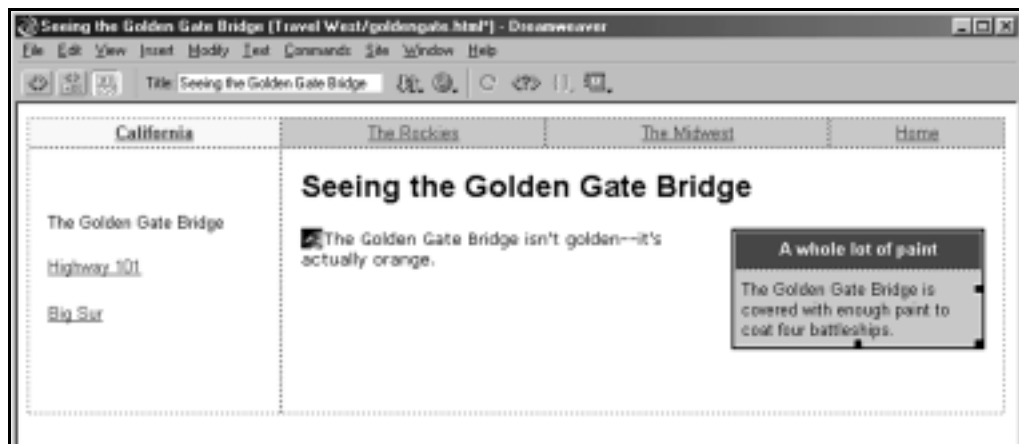 Seeing the Golden Gate Bridge [Travel West/goldengate.html*] - Dreamweaver
File Edit View Insert Modify Text Commands Site Window Help
Title: Seeing the Golden Gate Bridge
California The Rockies The Midwest Home
Seeing the Golden Gate Bridge
The Golden Gate Bridge
The Golden Gate Bridge isn't golden--it's
actually orange.
Highway 101
Big Sur
A whole lot of paint
The Golden Gate Bridge is
covered with enough paint to
coat four battleships.